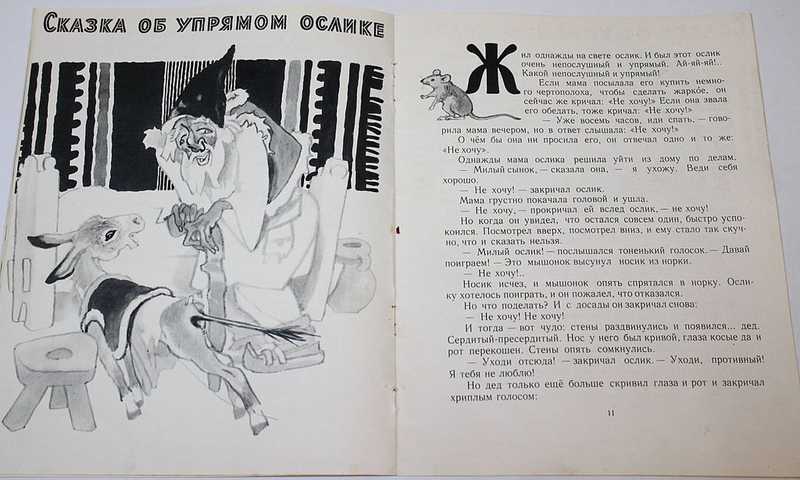 СКАЗКА ОБ УПРЯМОМ ОСЛИКЕ
Жил однажды на свете ослик. И был этот ослик
очень непослушный и упрямый. Ай-яй-яй!..
Какой непослушный и упрямый!
Если мама посылала его купить немно-
го чертополоха, чтобы сделать жаркое, он
сейчас же кричал: «Не хочу!» Если она звала
его обедать, тоже кричал: «Не хочу!»
— Уже восемь часов, иди спать, — гово-
рила мама вечером, но в ответ слышала: «Не хочу!»
О чём бы она ни просила его, он отвечал одно и то же:
«Не хочу».
Однажды мама ослика решила уйти из дому по делам.
— Милый сынок, — сказала она, — я ухожу. Веди себя
хорошо.
— Не хочу! — закричал ослик.
Мама грустно покачала головой и ушла.
— Не хочу, — прокричал ей вслед ослик, — не хочу!
Но когда он увидел, что остался совсем один, быстро успо-
коился. Посмотрел вверх, посмотрел вниз, и ему стало так скуч-
но, что и сказать нельзя.
— Милый ослик! — послышался тоненький голосок. — Давай
поиграем! — Это мышонок высунул носик из норки.
— Не хочу!..
Носик исчез, и мышонок опять спрятался в норку. Осли-
ку хотелось поиграть, и он пожалел, что отказался.
Но что поделать? И с досады он закричал снова:
— Не хочу! Не хочу!
И тогда — вот чудо: стены раздвинулись и появился... дед.
Сердитый-пресердитый. Нос у него был кривой, глаза косые да и
рот перекошен. Стены опять сомкнулись.
— Уходи отсюда! — закричал ослик. — Уходи, противный!
Я тебя не люблю!
Но дед только ещё больше скривил глаза и рот и закричал
хриплым голосом:
11